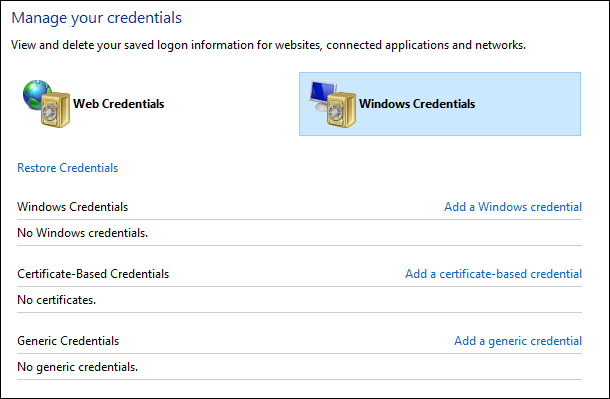 Manage your credentials
View and delete your saved logon information for websites, connected applications and networks.
Web Credentials
Windows Credentials
Restore Credentials
Windows Credentials Add a Windows credential
No Windows credentials.
Certificate-Based Credentials Add a certificate-based credential
No certificates.
Generic Credentials Add a generic credential
No generic credentials.